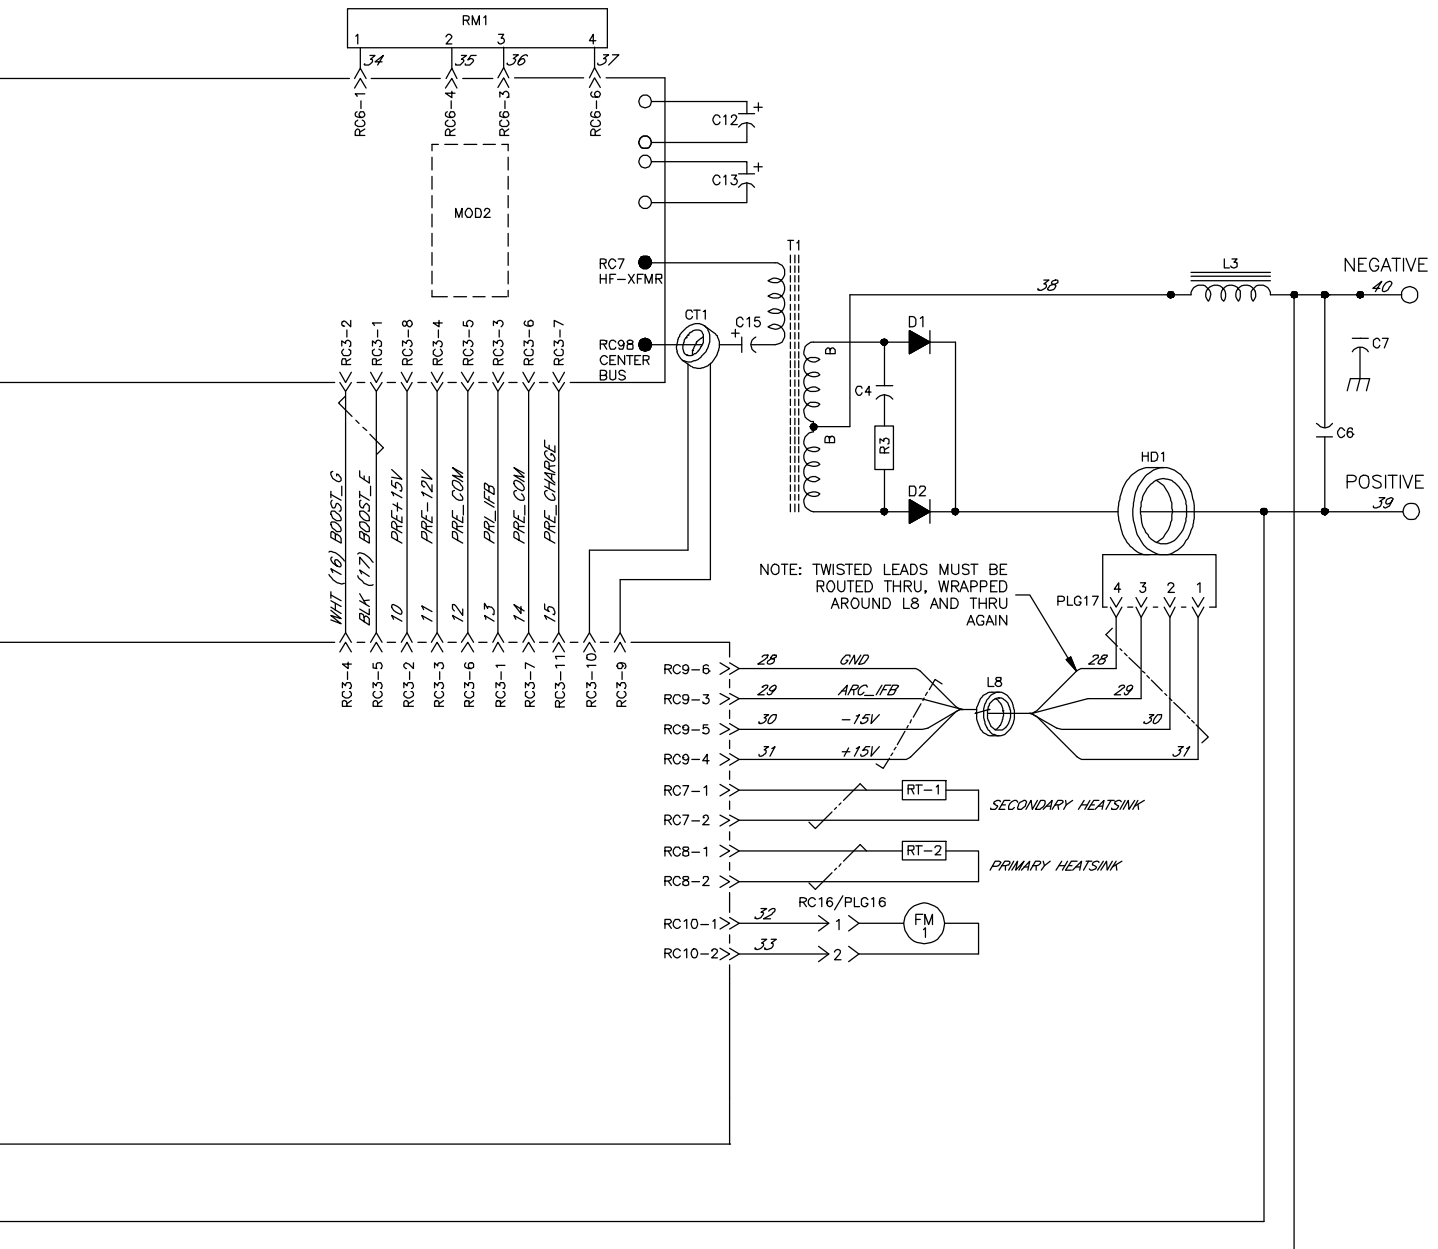 RM1
1 2 3 4
34 35 36 37
RC6-1 RC6-4 RC6-3 RC6-6
C12 +
C13 +
MOD2
RC7
HF-XFMR
T1
L3
NEGATIVE
38
40
CT1
C15
+
RC98
CENTER
BUS
D1
B
C7
RC3-2 RC3-1 RC3-8 RC3-4 RC3-5 RC3-3 RC3-6 RC3-7
C4
B
R3
C6
HD1
D2
POSITIVE
39
WHT (16) BOOST_G
BLK (17) BOOST_E
10 PRE+15V
11 PRE-12V
12 PRE_COM
13 PRI_IFB
14 PRE_COM
15 PRE_CHARGE
NOTE: TWISTED LEADS MUST BE
ROUTED THRU, WRAPPED
AROUND L8 AND THRU
AGAIN
4 3 2 1
PLG17
RC3-4 RC3-5 RC3-2 RC3-3 RC3-6 RC3-1 RC3-7 RC3-11 RC3-10 RC3-9
RC9-6 28 GND
28
L8
RC9-3 29 ARC_IFB
29
RC9-5 30 -15V
30
RC9-4 31 +15V
31
RC7-1
RT-1
SECONDARY HEATSINK
RC7-2
RC8-1
RT-2
PRIMARY HEATSINK
RC8-2
RC16/PLG16
RC10-1 32 1
FM
1
RC10-2 33 2